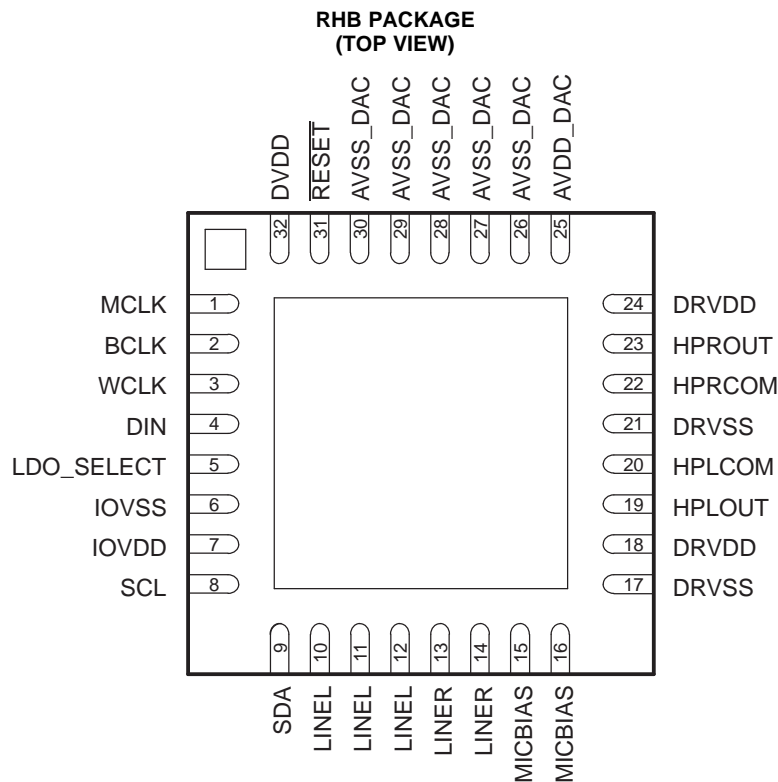 RHB PACKAGE
(TOP VIEW)
DVDD
RESET
AVSS_DAC
AVSS_DAC
AVSS_DAC
AVSS_DAC
AVSS_DAC
AVDD_DAC
32
31
30
29
28
27
26
25
MCLK 1
BCLK 2
WCLK 3
DIN 4
LDO_SELECT 5
IOVSS 6
IOVDD 7
SCL 8
24 DRVDD
23 HPROUT
22 HPRCOM
21 DRVSS
20 HPLCOM
19 HPLOUT
18 DRVDD
17 DRVSS
9
10
11
12
13
14
15
16
SDA
LINEL
LINEL
LINEL
LINER
LINER
MICBIAS
MICBIAS